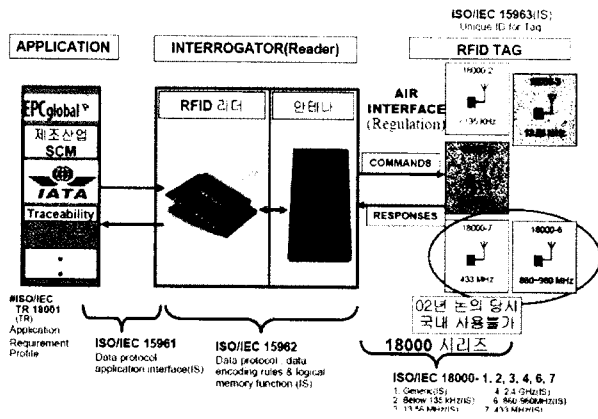 ISO/IEC 15963(IS)
Unique ID for Tag
APPLICATION
INTERROGATOR(Reader)
RFID TAG
EPCglobal
제조산업
SCM
IATA
Traceability
RFID 리더
안테나
AIR
INTERFACE
(Regulation)
COMMANDS
RESPONSES
18000-2
135 KHz
18000-7
433 MHz
18000-6
860~960 MHz
02년 논의 당시
국내 사용불가
18000 시리즈
#ISO/IEC
TR 18001
(TR)
Application
Requirement
Profile
ISO/IEC 15961
Data protocol
application interface(IS)
ISO/IEC 15962
Data protocol : data
encoding rules & logical
memory function (IS)
ISO/IEC 18000- 1, 2, 3, 4, 6, 7
1. Generic(IS) 4. 2.4 GHz(IS)
2. Below 135 kHz(IS) 6. 860-960MHz(IS)
3. 13.56 MHz(IS) 7. 433 MHz(IS)